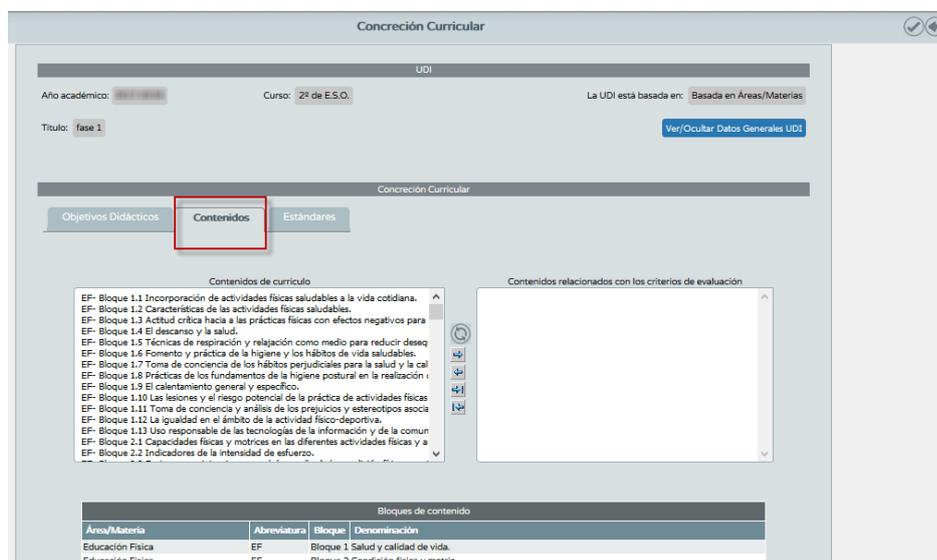 Concreción Curricular
UDI
Año académico:
Curso: 2º de E.S.O.
La UDI está basada en: Basada en Áreas/Materias
Título: fase 1
Ver/Ocultar Datos Generales UDI
Concreción Curricular
Objetivos Didácticos
Contenidos
Estándares
Contenidos de currículo
EF- Bloque 1.1 Incorporación de actividades físicas saludables a la vida cotidiana.
EF- Bloque 1.2 Características de las actividades físicas saludables.
EF- Bloque 1.3 Actitud crítica hacia a las prácticas físicas con efectos negativos para
EF- Bloque 1.4 El descanso y la salud.
EF- Bloque 1.5 Técnicas de respiración y relajación como medio para reducir deseq
EF- Bloque 1.6 Fomento y práctica de la higiene y los hábitos de vida saludables.
EF- Bloque 1.7 Toma de conciencia de los hábitos perjudiciales para la salud y la cal
EF- Bloque 1.8 Prácticas de los fundamentos de la higiene postural en la realización
EF- Bloque 1.9 El calentamiento general y específico.
EF- Bloque 1.10 Las lesiones y el riesgo potencial de la práctica de actividades físicas
EF- Bloque 1.11 Toma de conciencia y análisis de los prejuicios y estereotipos asocia
EF- Bloque 1.12 La igualdad en el ámbito de la actividad físico-deportiva.
EF- Bloque 1.13 Uso responsable de las tecnologías de la información y de la comun
EF- Bloque 2.1 Capacidades físicas y motrices en las diferentes actividades físicas y a
EF- Bloque 2.2 Indicadores de la intensidad de esfuerzo.
Contenidos relacionados con los criterios de evaluación
Bloques de contenido
Área/Materia Abreviatura Bloque Denominación
Educación Física EF Bloque 1 Salud y calidad de vida.
Educación Física EF Bloque 2 Condición física y motriz.